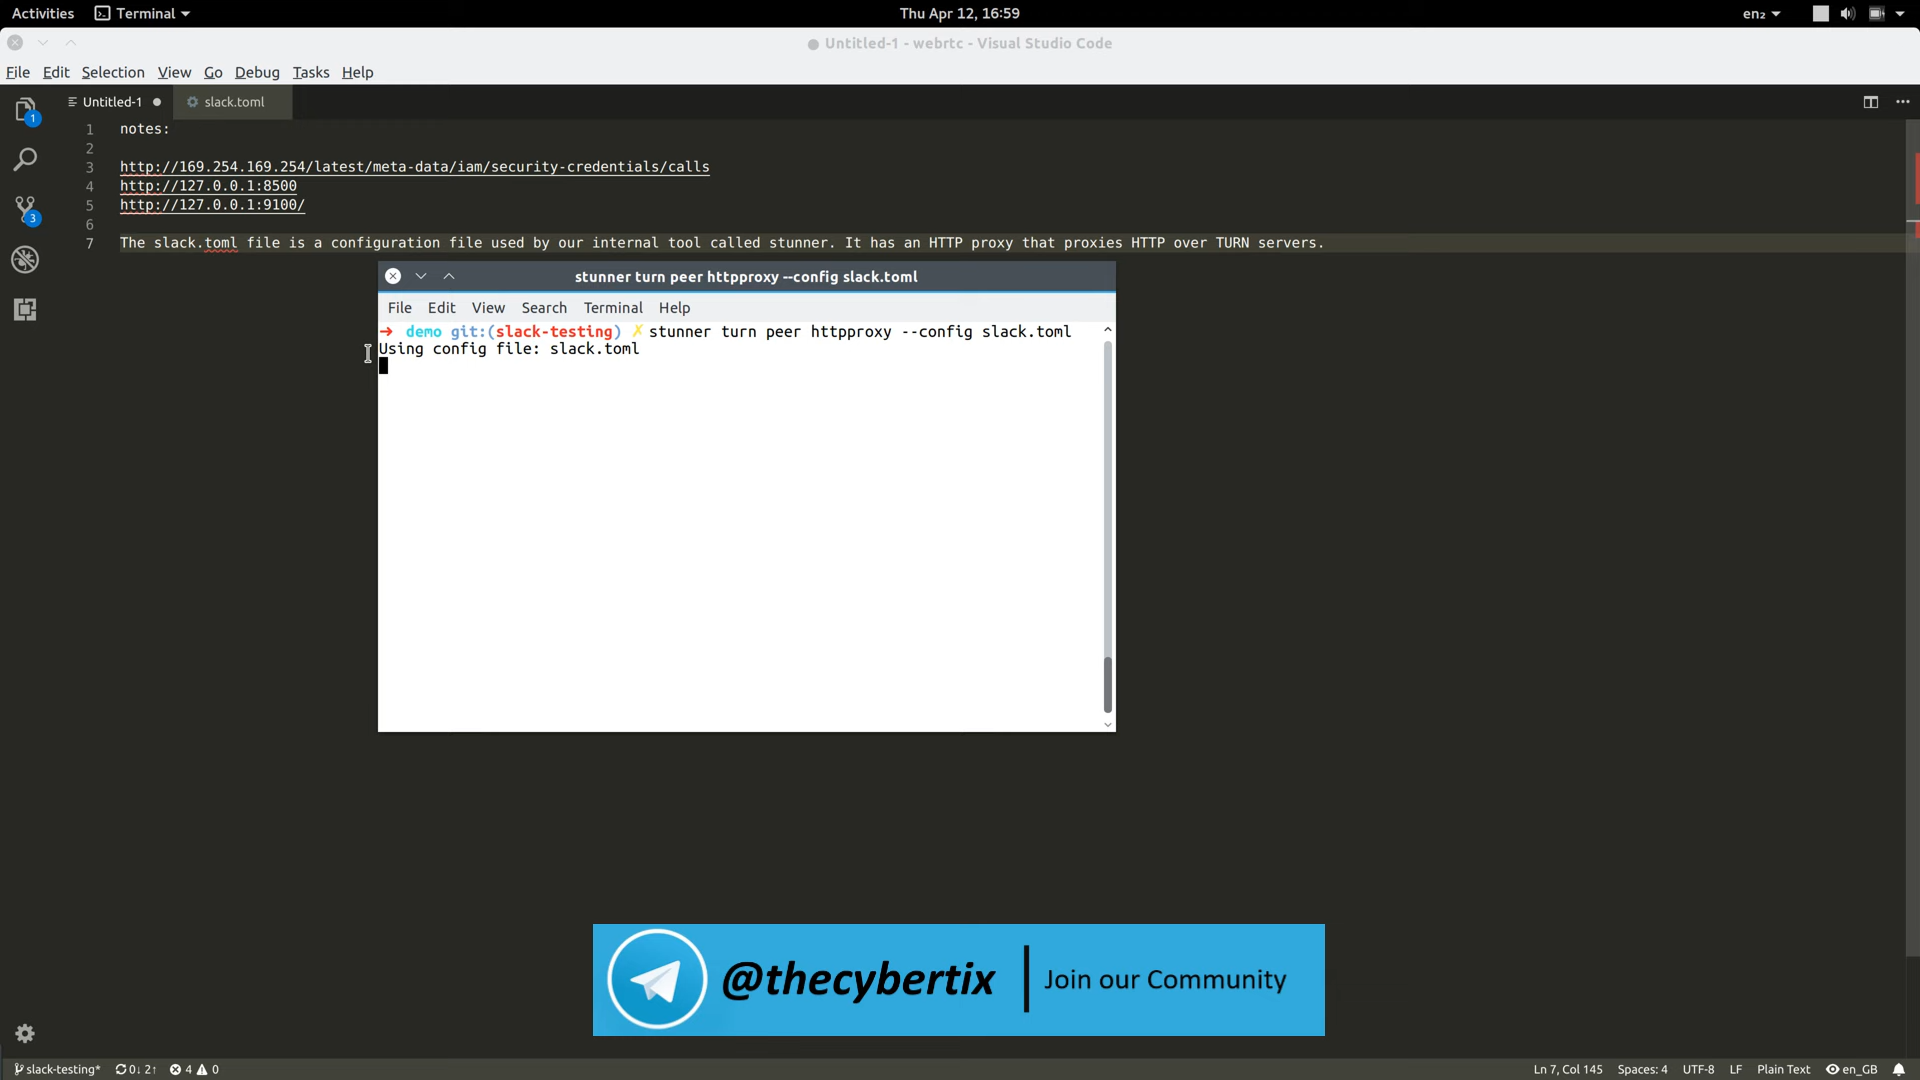 Activities Terminal Thu Apr 12, 16:59 en₂
● Untitled-1 - webrtc - Visual Studio Code
File Edit Selection View Go Debug Tasks Help
Untitled-1 slack.toml
1 notes:
2
3 http://169.254.169.254/latest/meta-data/iam/security-credentials/calls
4 http://127.0.0.1:8500
5 http://127.0.0.1:9100/
6
7 The slack.toml file is a configuration file used by our internal tool called stunner. It has an HTTP proxy that proxies HTTP over TURN servers.
1
3
stunner turn peer httpproxy --config slack.toml
File Edit View Search Terminal Help
➜ demo git:(slack-testing) ✗ stunner turn peer httpproxy --config slack.toml
Using config file: slack.toml
@thecybertix | Join our Community
slack-testing* 0↓ 2↑ 4 0 Ln 7, Col 145 Spaces: 4 UTF-8 LF Plain Text en_GB